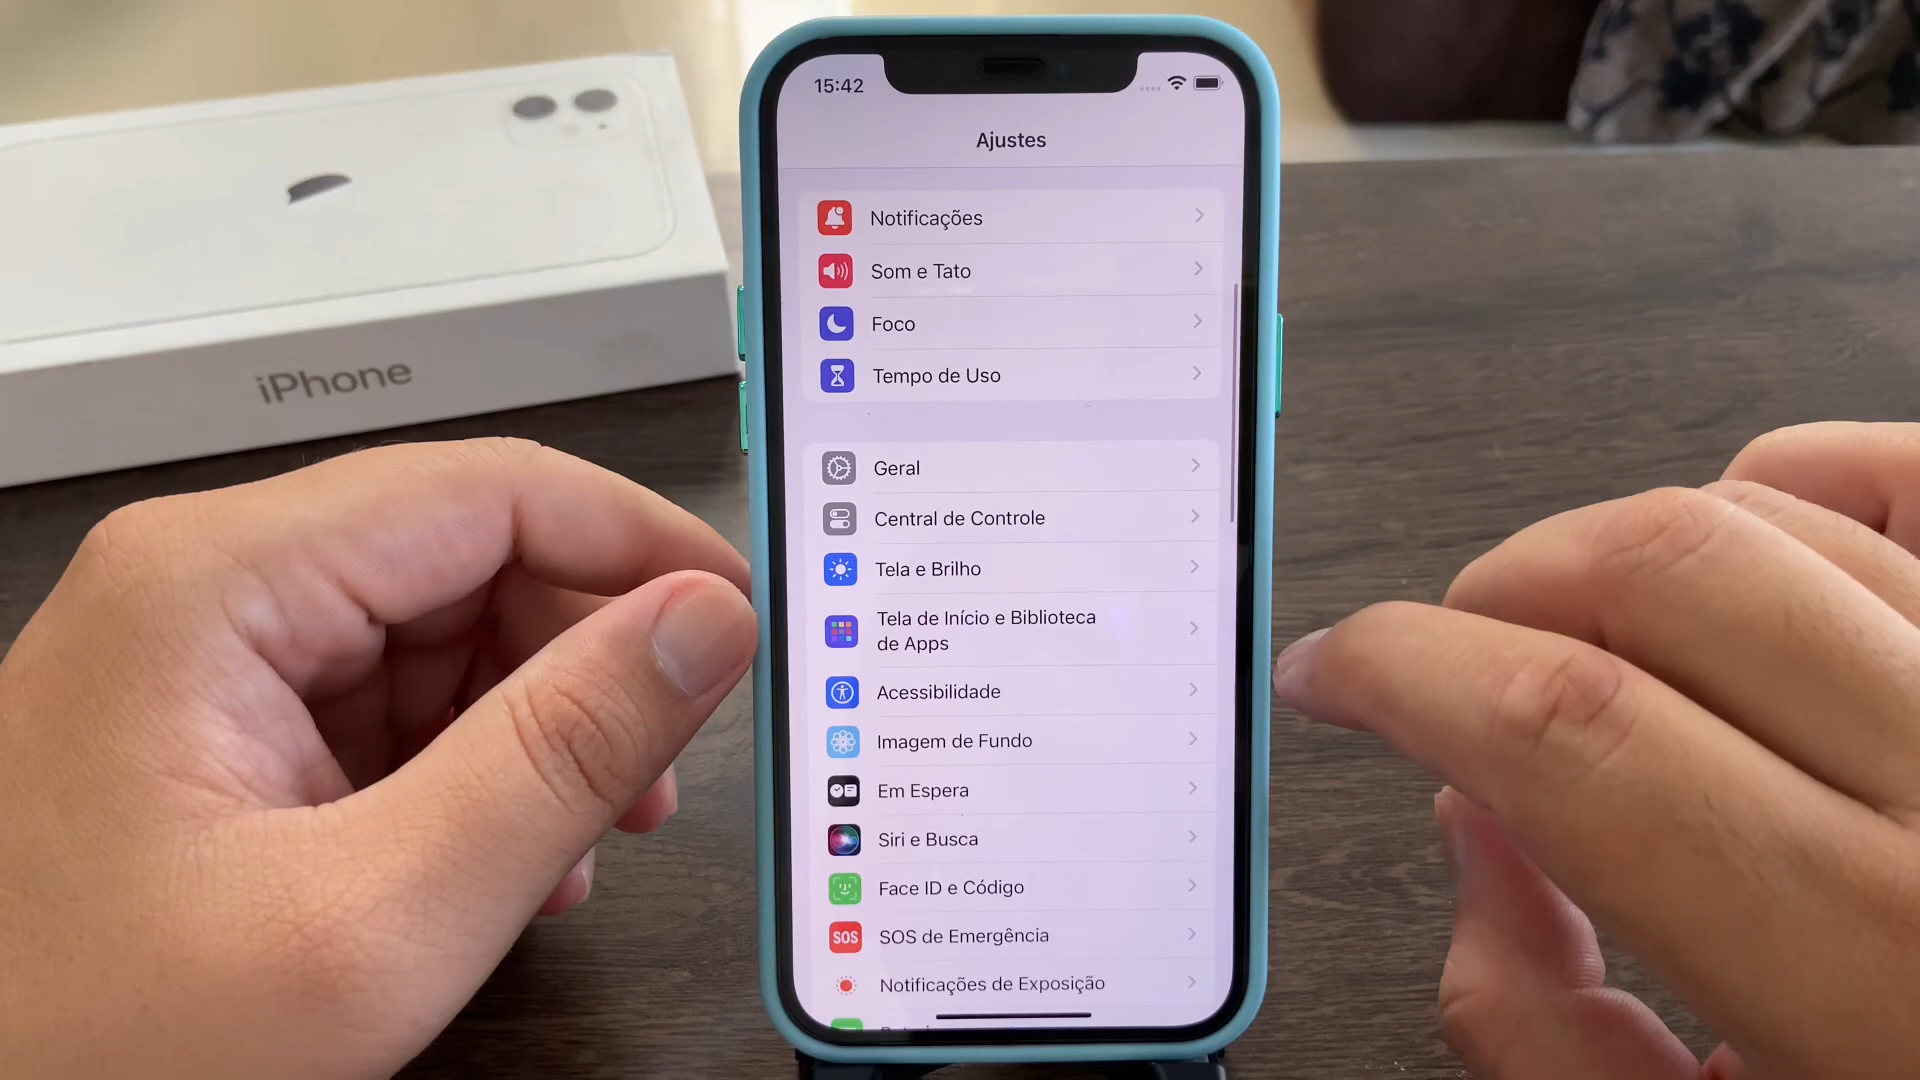 15:42
Ajustes
Notificações
Som e Tato
Foco
Tempo de Uso
Geral
Central de Controle
Tela e Brilho
Tela de Início e Biblioteca
de Apps
Acessibilidade
Imagem de Fundo
Em Espera
Siri e Busca
Face ID e Código
SOS
SOS de Emergência
Notificações de Exposição
iPhone